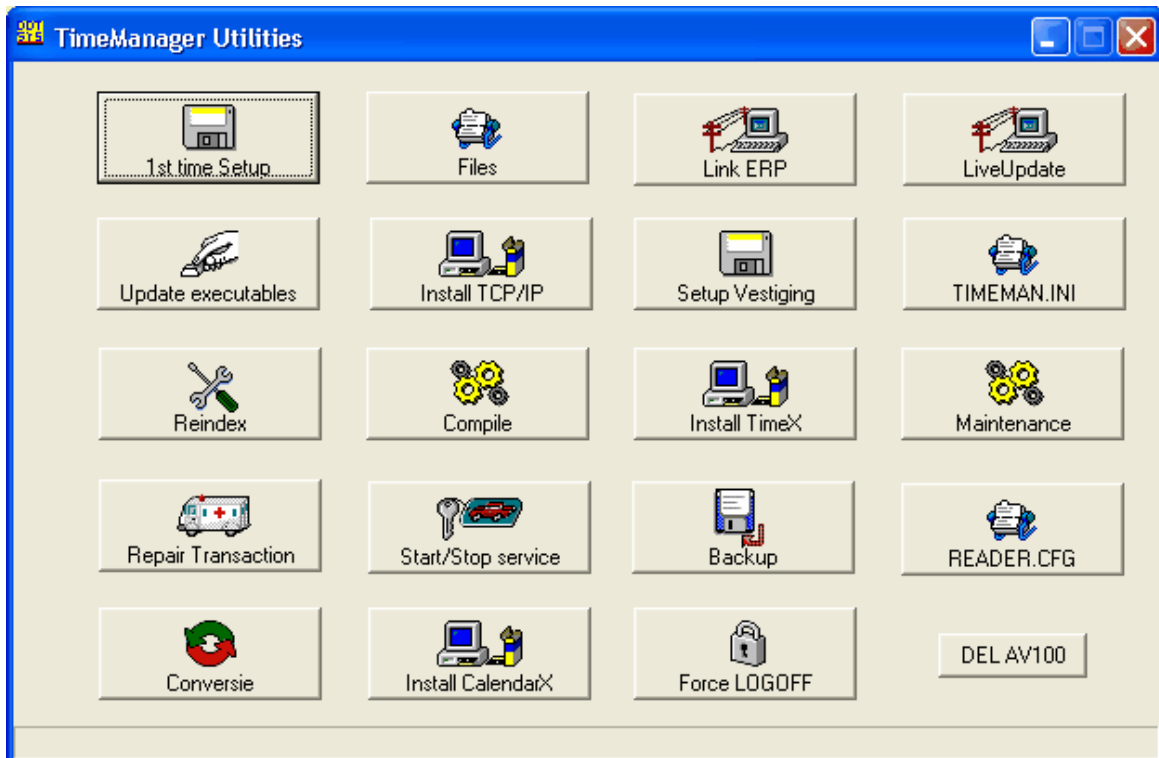 OPT
SYS
TimeManager Utilities
1st time Setup
Files
Link ERP
LiveUpdate
Update executables
Install TCP/IP
Setup Vestiging
TIMEMAN.INI
Reindex
Compile
Install TimeX
Maintenance
Repair Transaction
Start/Stop service
Backup
READER.CFG
Conversie
Install CalendarX
Force LOGOFF
DEL AV100